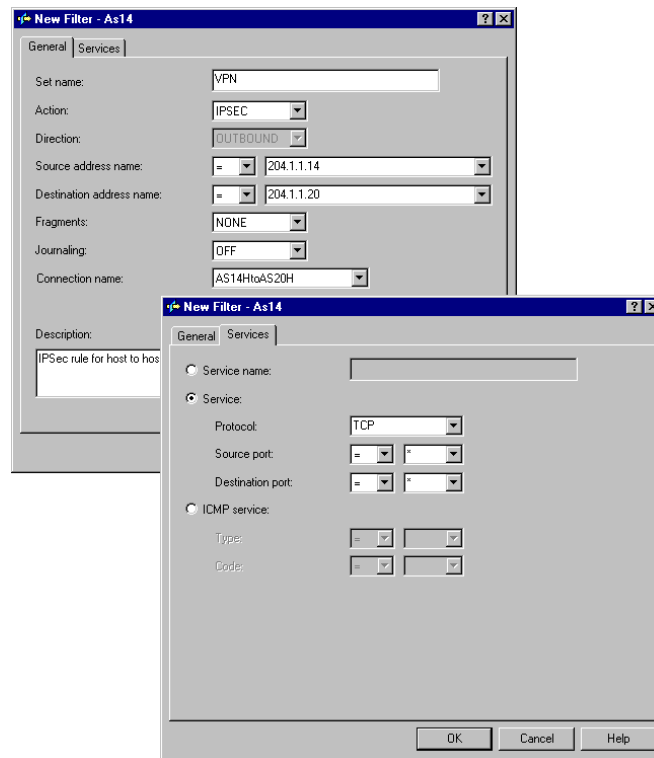 New Filter - As14
General Services
Set name: VPN
Action: IPSEC
Direction: OUTBOUND
Source address name: = 204.1.1.14
Destination address name: = 204.1.1.20
Fragments: NONE
Journaling: OFF
Connection name: AS14HtoAS20H
Description:
IPSec rule for host to hos
New Filter - As14
General Services
Service name:
Service:
Protocol: TCP
Source port: = *
Destination port: = *
ICMP service:
Type: =
Code: =
OK Cancel Help